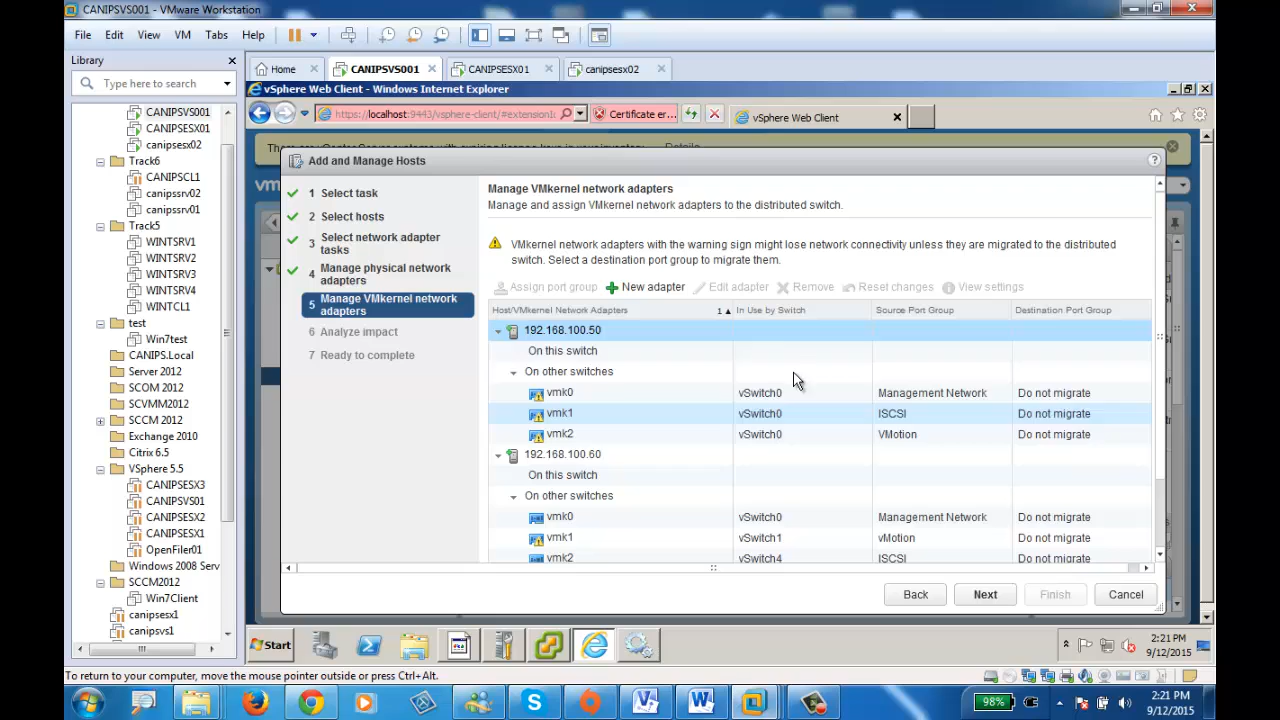 CANIPSVS001 - VMware Workstation
File Edit View VM Tabs Help
Library
Type here to search
CANIPSVS001
CANIPSESX01
canipsesx02
Track6
CANIPSCL1
canipssrv02
canipssrv01
Track5
WINTSRV1
WINTSRV2
WINTSRV3
WINTSRV4
WINTCL1
test
Win7test
CANIPS.Local
Server 2012
SCOM 2012
SCVMM2012
SCCM 2012
Exchange 2010
Citrix 6.5
VSphere 5.5
CANIPSESX3
CANIPSVS01
CANIPSESX2
CANIPSESX1
OpenFiler01
Windows 2008 Serv
SCCM2012
Win7Client
canipsesx1
canipsvs1
Home CANIPSVS001 CANIPSESX01 canipsesx02
vSphere Web Client - Windows Internet Explorer
https://localhost:9443/vsphere-client/#extensionI Certificate er... vSphere Web Client
Details...
Add and Manage Hosts
1 Select task
2 Select hosts
3 Select network adapter
tasks
4 Manage physical network
adapters
5 Manage VMkernel network
adapters
6 Analyze impact
7 Ready to complete
Manage VMkernel network adapters
Manage and assign VMkernel network adapters to the distributed switch.
VMkernel network adapters with the warning sign might lose network connectivity unless they are migrated to the distributed
switch. Select a destination port group to migrate them.
Assign port group New adapter Edit adapter Remove Reset changes View settings
Host/VMkernel Network Adapters 1 In Use by Switch Source Port Group Destination Port Group
192.168.100.50
On this switch
On other switches
vmk0 vSwitch0 Management Network Do not migrate
vmk1 vSwitch0 ISCSI Do not migrate
vmk2 vSwitch0 VMotion Do not migrate
192.168.100.60
On this switch
On other switches
vmk0 vSwitch0 Management Network Do not migrate
vmk1 vSwitch1 vMotion Do not migrate
vmk2 vSwitch4 ISCSI Do not migrate
Back Next Finish Cancel
Start
2:21 PM
9/12/2015
To return to your computer, move the mouse pointer outside or press Ctrl+Alt.
98%
2:21 PM
9/12/2015